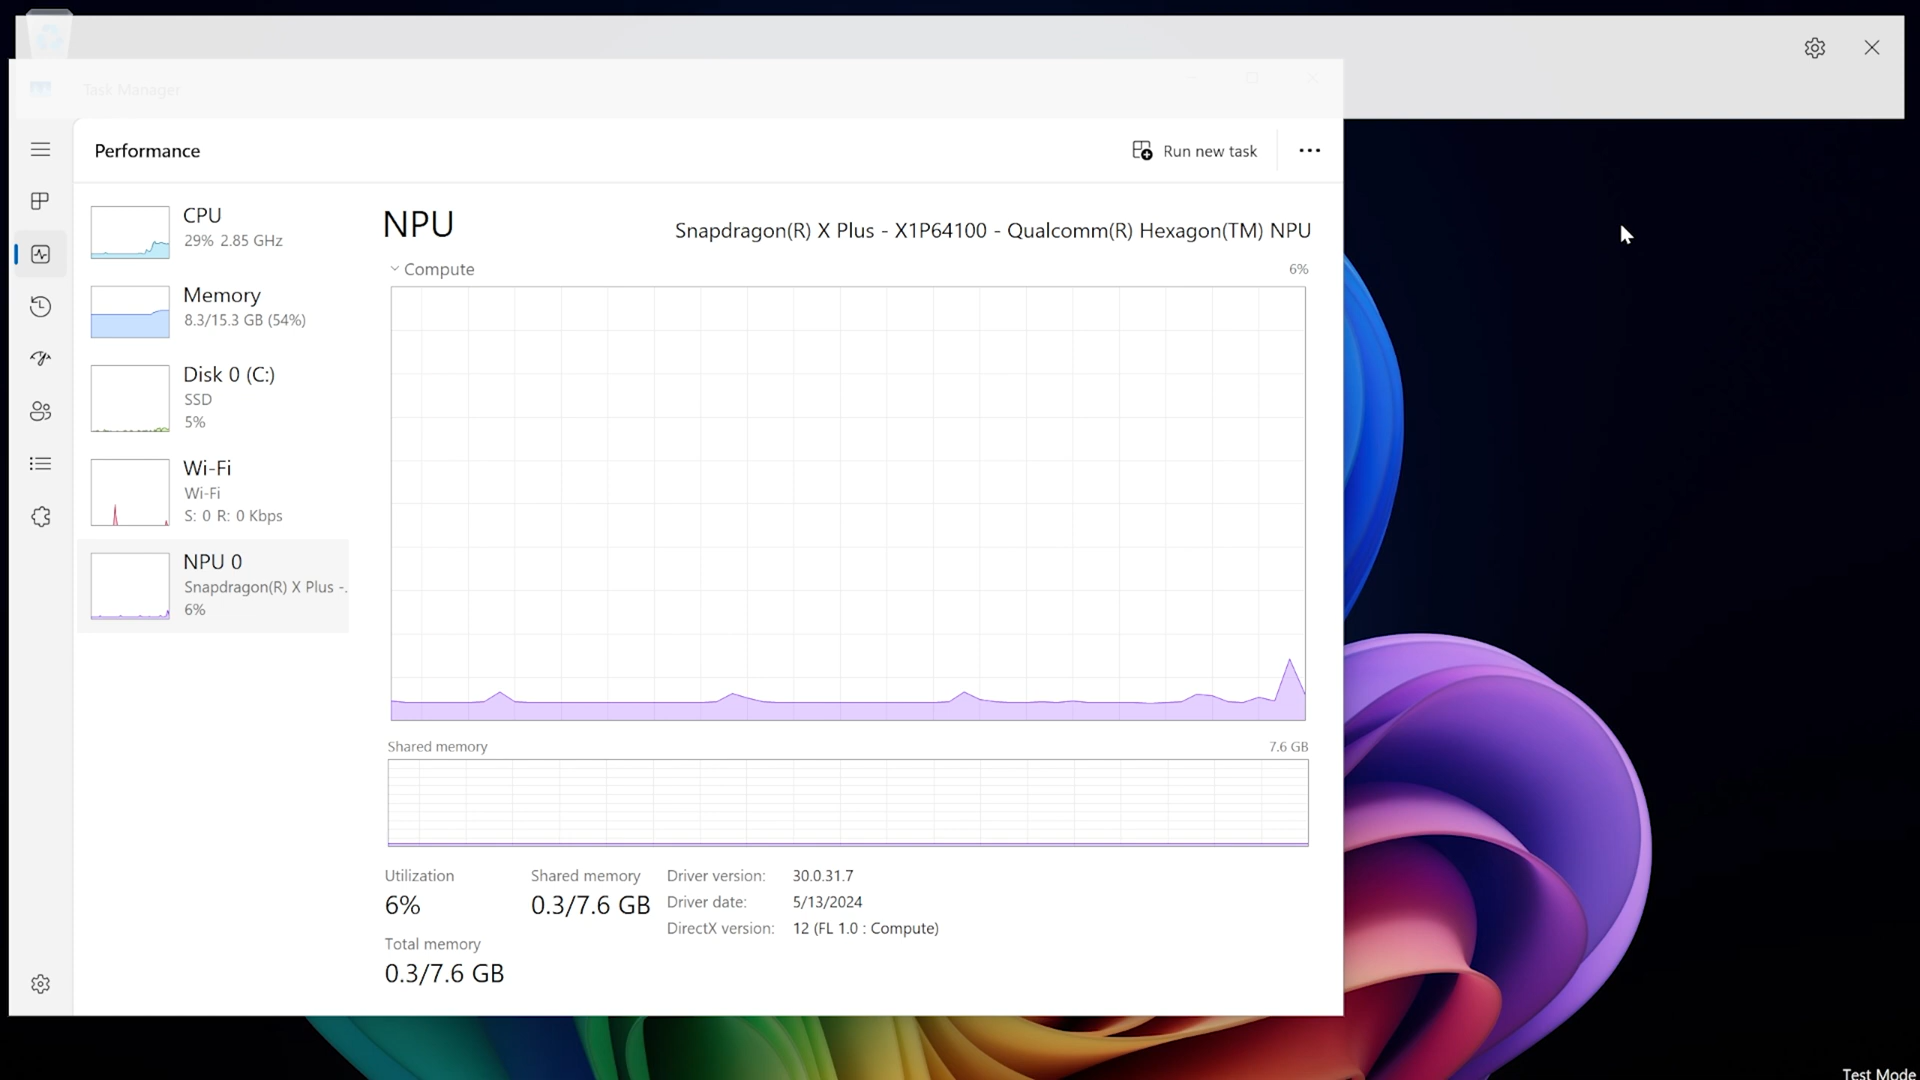 Task Manager
Performance
Run new task
CPU
29% 2.85 GHz
Memory
8.3/15.3 GB (54%)
Disk 0 (C:)
SSD
5%
Wi-Fi
Wi-Fi
S: 0 R: 0 Kbps
NPU 0
Snapdragon(R) X Plus -.
6%
NPU
Snapdragon(R) X Plus - X1P64100 - Qualcomm(R) Hexagon(TM) NPU
Compute
6%
Shared memory
7.6 GB
Utilization
6%
Shared memory
0.3/7.6 GB
Driver version: 30.0.31.7
Driver date: 5/13/2024
DirectX version: 12 (FL 1.0 : Compute)
Total memory
0.3/7.6 GB
Test Mode